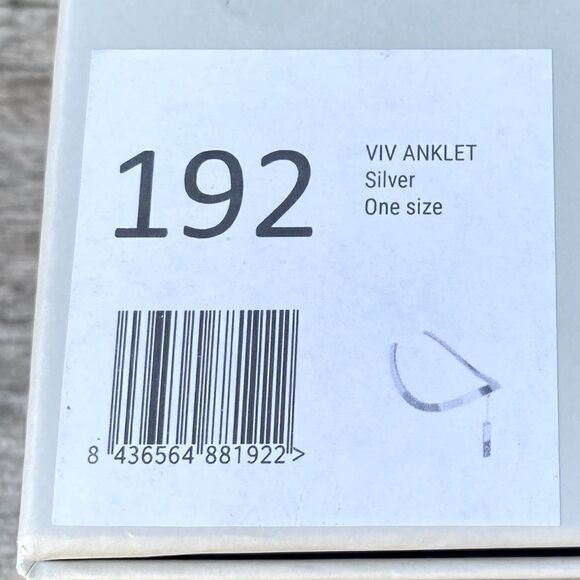 192
VIV ANKLET
Silver
One size
8 436564 881922 >